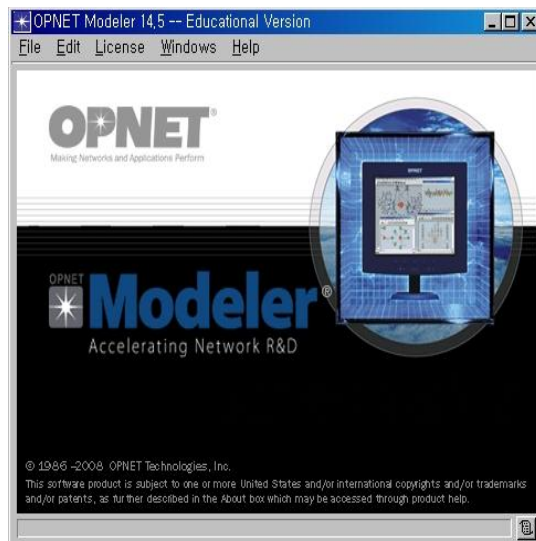 OPNET Modeler 14,5 -- Educational Version
File Edit License Windows Help
OPNET®
Making Networks and Applications Perform
OPNET
OPNET
Modeler®
Accelerating Network R&D
© 1986 -2008 OPNET Technologies, Inc.
This software product is subject to one or more United States and/or international copyrights and/or trademarks
and/or patents, as further described in the About box which may be accessed through product help.